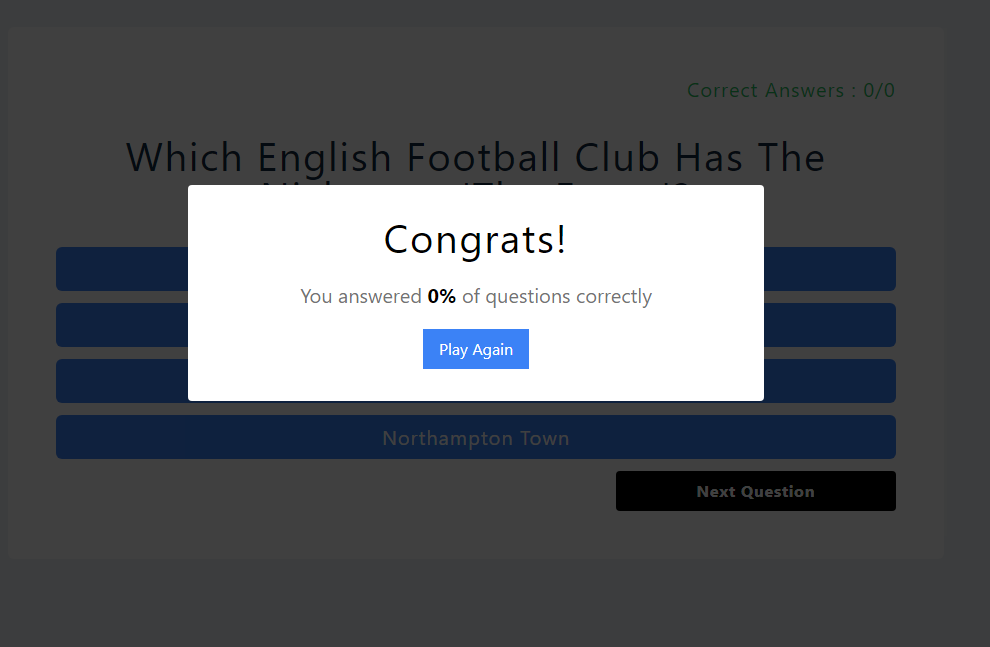 Correct Answers : 0/0
Which English Football Club Has The
Congrats!
You answered 0% of questions correctly
Play Again
Northampton Town
Next Question